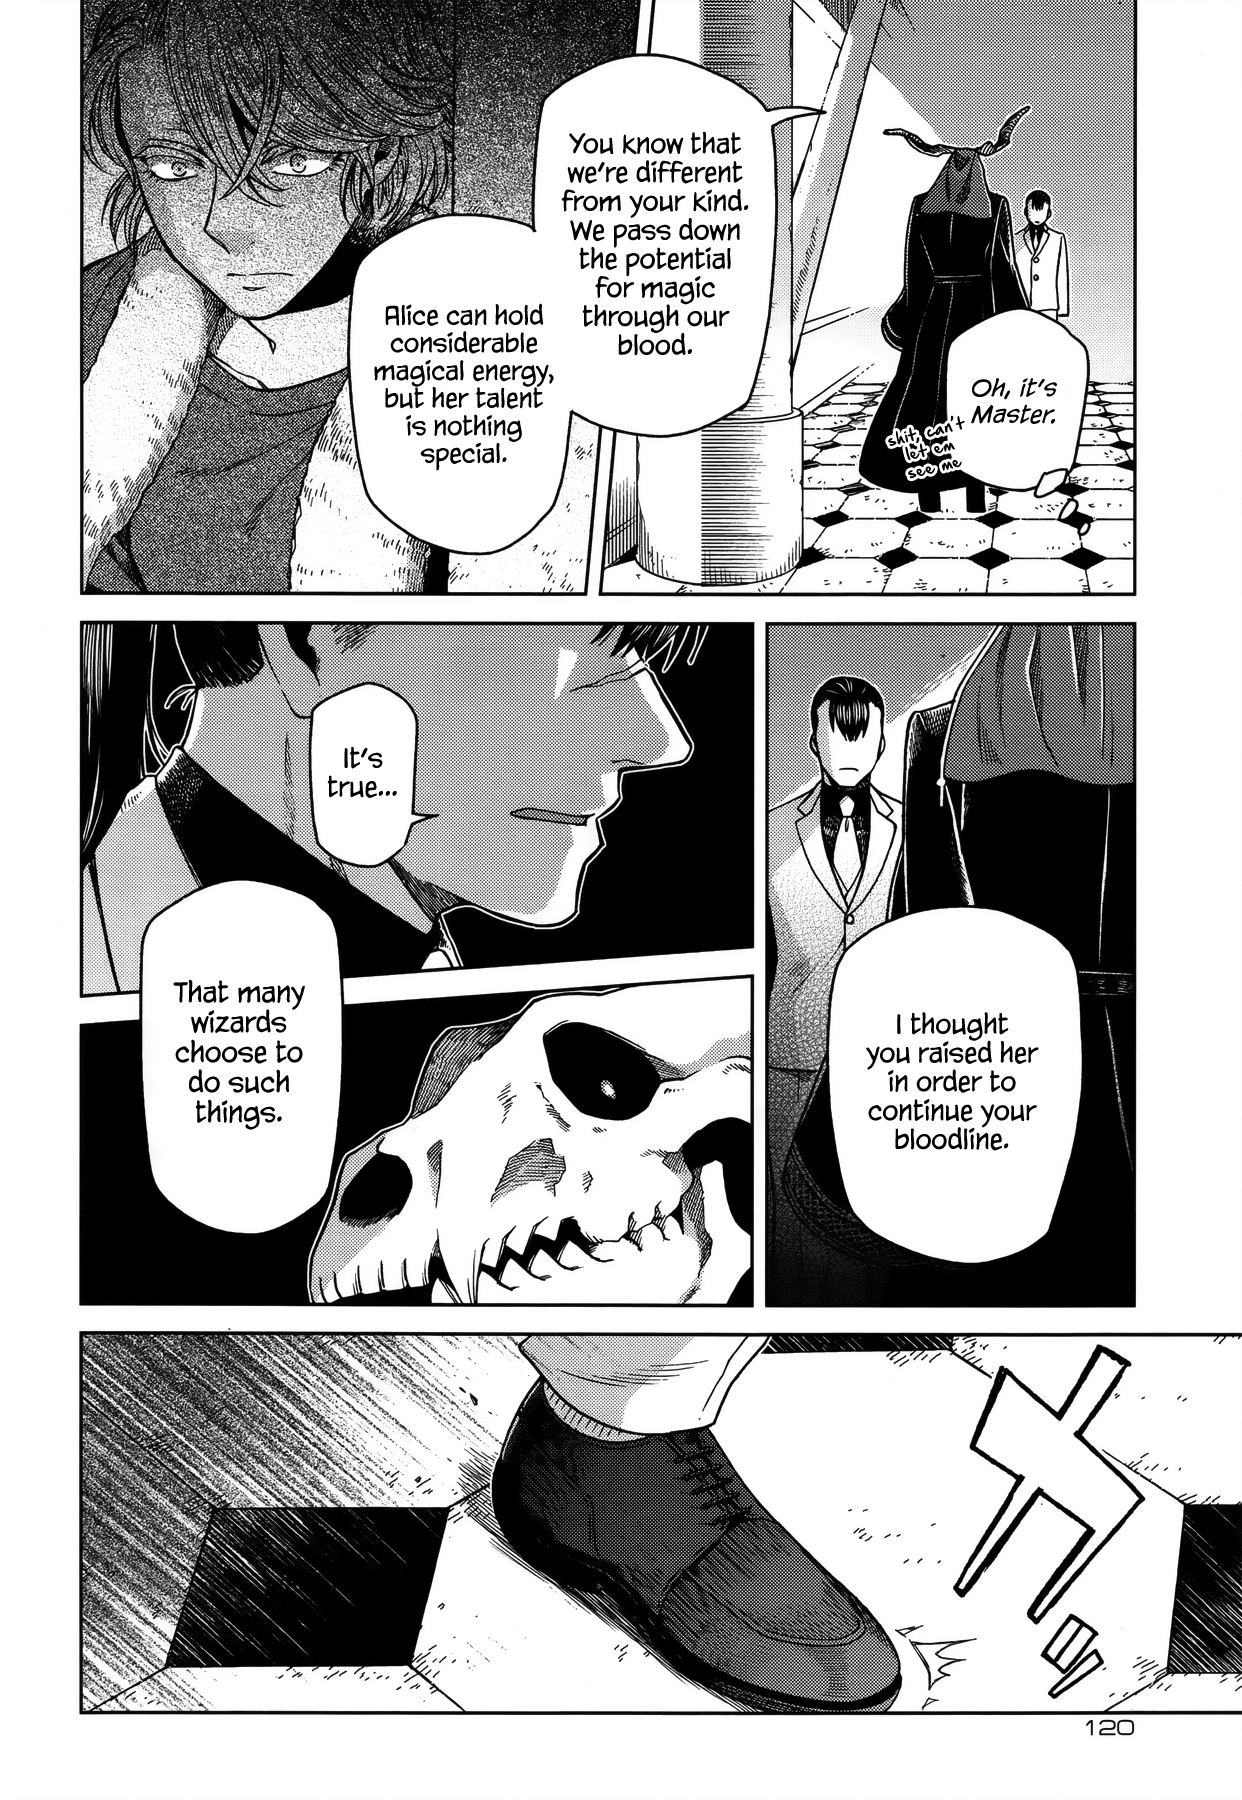 You know that
we're different
from your kind.
We pass down
the potential
for magic
through our
blood.
Oh, it's
Master.
shit, can't
let em
see me
Alice can hold
considerable
magical energy,
but her talent
is nothing
special.
I thought
you raised her
in order to
continue your
bloodline.
It's
true...
That many
wizards
choose to
do such
things.
カツ
120